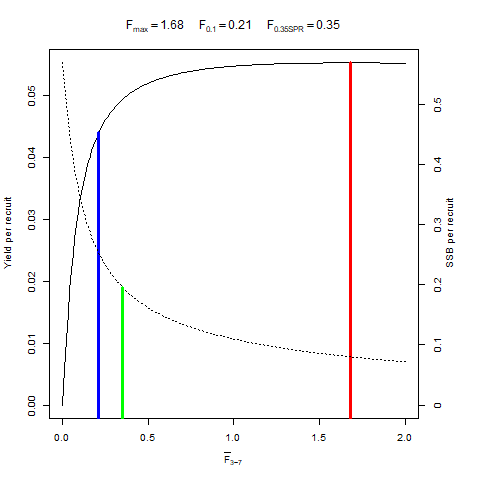 Fmax = 1.68 F0.1 = 0.21 F0.35SPR = 0.35
0.05
0.04
0.03
0.02
0.01
0.00
Yield per recruit
0.5
0.4
0.3
0.2
0.1
0
SSB per recruit
0.0 0.5 1.0 1.5 2.0
F̅3−7